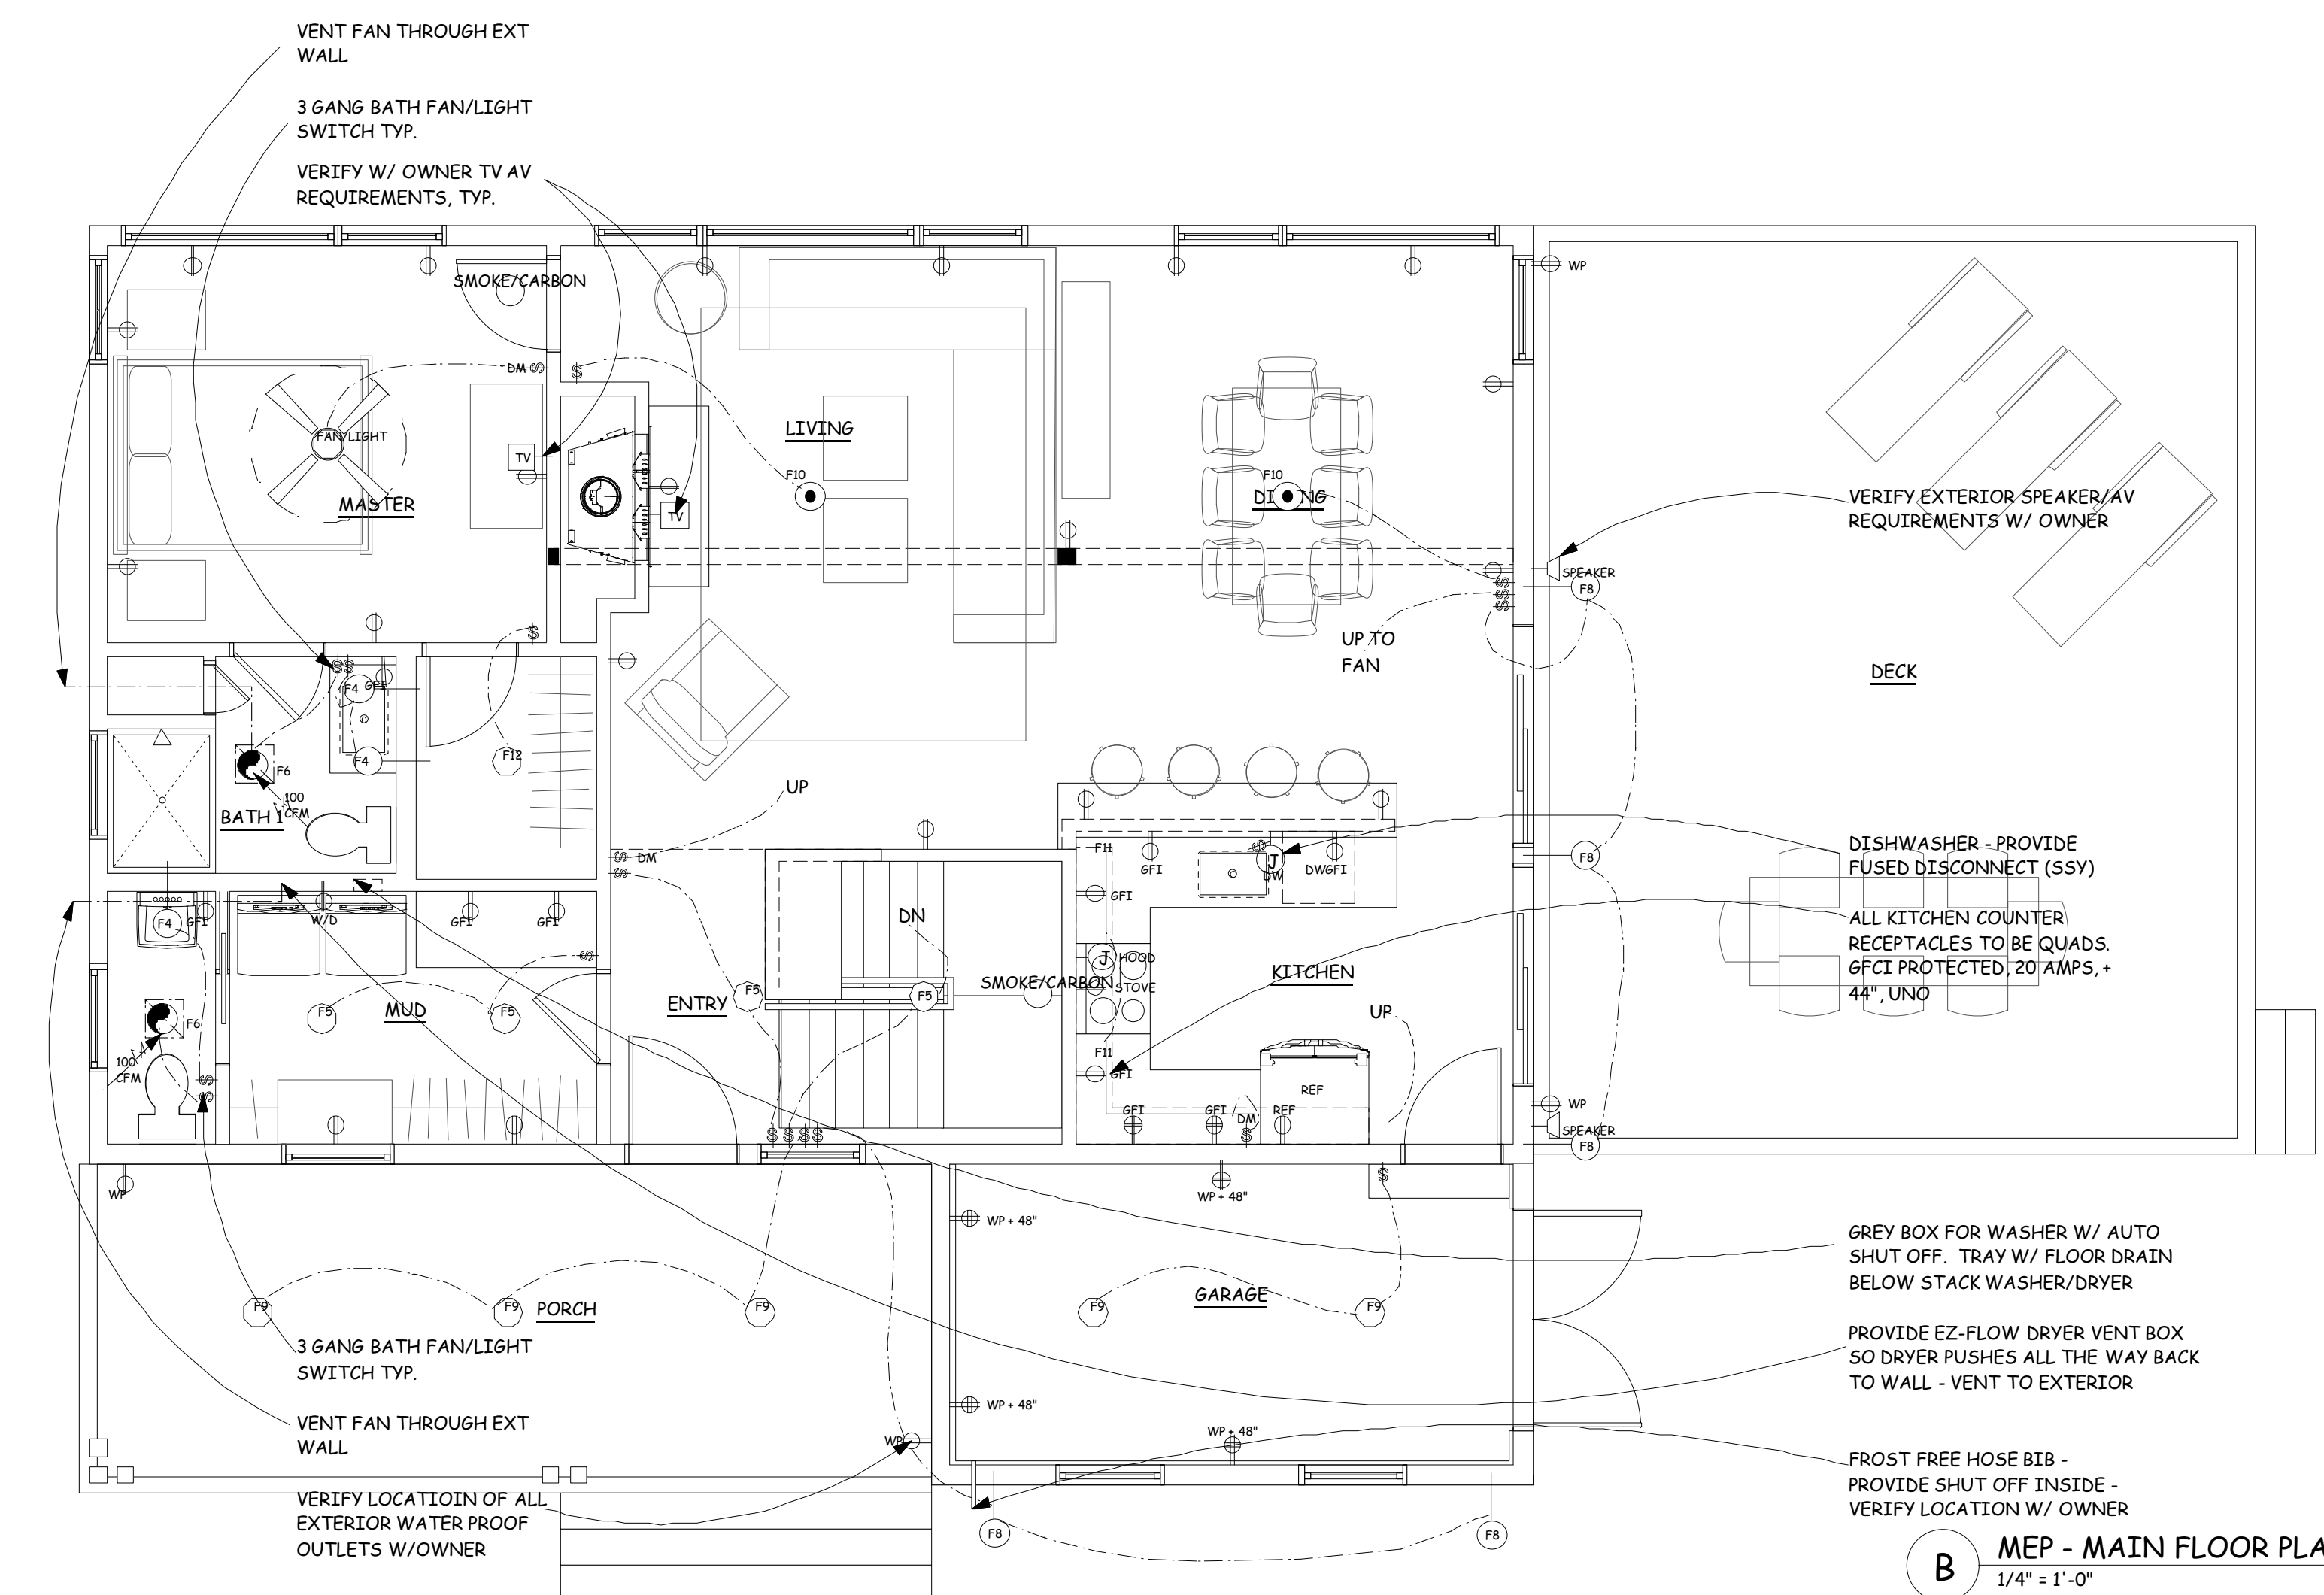 VENT FAN THROUGH EXT
WALL
3 GANG BATH FAN/LIGHT
SWITCH TYP.
VERIFY W/ OWNER TV AV
REQUIREMENTS, TYP.
SMOKE/CARBON
WP
DM $
$
FAN/LIGHT
LIVING
TV
F10
F10
MASTER
DINING
TV
VERIFY EXTERIOR SPEAKER/AV
REQUIREMENTS W/ OWNER
SPEAKER
F8
$
$
$
$
UP TO
FAN
DECK
$$
F4
GFI
F12
F4
F6
100
CFM
BATH 1
UP
$ DM
$
F8
DISHWASHER - PROVIDE
FUSED DISCONNECT (SSY)
F11
GFI
$
J
DW
DWGFI
GFI
F4
GFI
W/D
GFI
GFI
DN
ALL KITCHEN COUNTER
RECEPTACLES TO BE QUADS.
GFCI PROTECTED, 20 AMPS, +
44", UNO
$
J
HOOD
STOVE
SMOKE/CARBON
KITCHEN
F5
F5
ENTRY
MUD
F5
F5
UP
F6
100
CFM
$
$
F11
GFI
REF
GFI
GFI
REF
DM
$
$ $ $ $
WP
SPEAKER
F8
WP
$
WP + 48"
WP + 48"
GREY BOX FOR WASHER W/ AUTO
SHUT OFF. TRAY W/ FLOOR DRAIN
BELOW STACK WASHER/DRYER
F9
F9
PORCH
F9
GARAGE
F9
F9
3 GANG BATH FAN/LIGHT
SWITCH TYP.
PROVIDE EZ-FLOW DRYER VENT BOX
SO DRYER PUSHES ALL THE WAY BACK
TO WALL - VENT TO EXTERIOR
WP + 48"
WP + 48"
WP
VENT FAN THROUGH EXT
WALL
FROST FREE HOSE BIB -
PROVIDE SHUT OFF INSIDE -
VERIFY LOCATION W/ OWNER
VERIFY LOCATIOIN OF ALL
EXTERIOR WATER PROOF
OUTLETS W/OWNER
F8
F8
B
MEP - MAIN FLOOR PLA
1/4" = 1'-0"